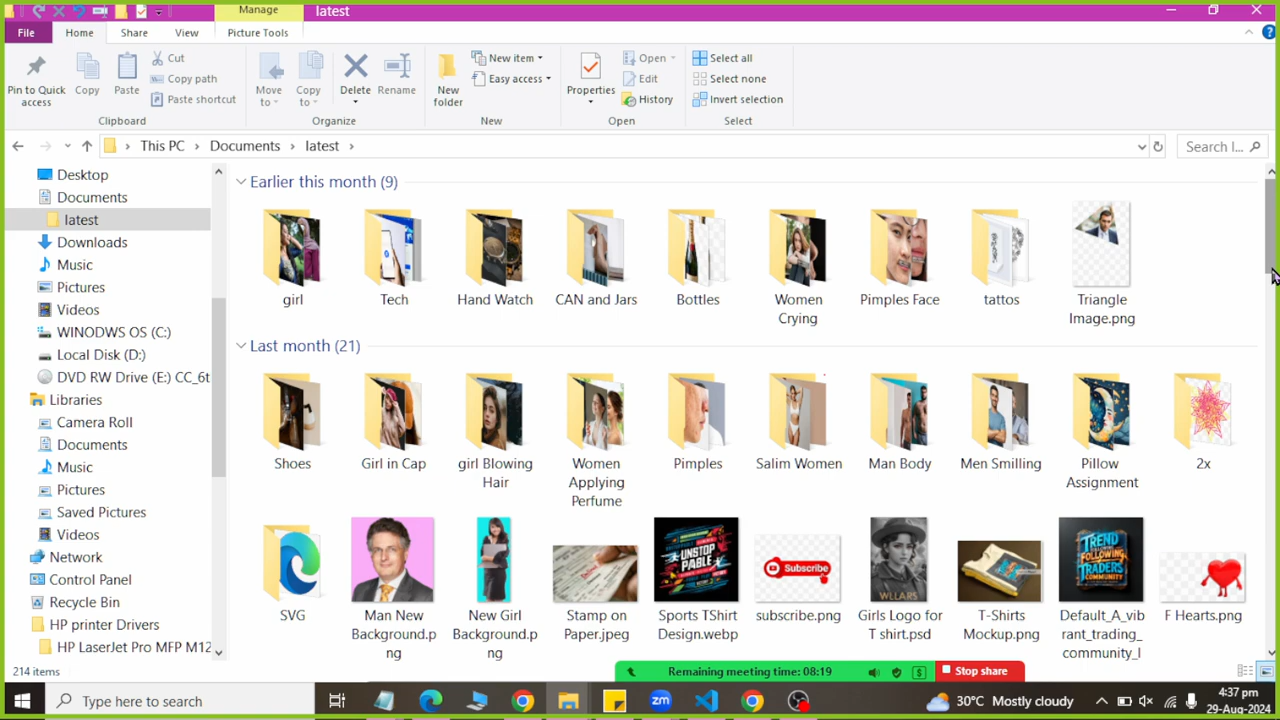 Manage
latest
File
Home
Share
View
Picture Tools
Pin to Quick
access
Copy
Paste
Cut
Copy path
Paste shortcut
Move
to
Copy
to
Delete
Rename
New
folder
New item
Easy access
Properties
Open
Edit
History
Select all
Select none
Invert selection
Clipboard
Organize
New
Open
Select
This PC
Documents
latest
Search l...
Desktop
Documents
latest
Downloads
Music
Pictures
Videos
WINODWS OS (C:)
Local Disk (D:)
DVD RW Drive (E:) CC_6t
Libraries
Camera Roll
Documents
Music
Pictures
Saved Pictures
Videos
Network
Control Panel
Recycle Bin
HP printer Drivers
HP LaserJet Pro MFP M12
Earlier this month (9)
girl
Tech
Hand Watch
CAN and Jars
Bottles
Women
Crying
Pimples Face
tattos
Triangle
Image.png
Last month (21)
Shoes
Girl in Cap
girl Blowing
Hair
Women
Applying
Perfume
Pimples
Salim Women
Man Body
Men Smilling
Pillow
Assignment
2x
UNSTOP
PABLE
Subscribe
WLLARS
TREND
FOLLOWING
TRADERS
COMMUNITY
SVG
Man New
Background.p
ng
New Girl
Background.p
ng
Stamp on
Paper.jpeg
Sports TShirt
Design.webp
subscribe.png
Girls Logo for
T shirt.psd
T-Shirts
Mockup.png
Default_A_vib
rant_trading_
community_l
F Hearts.png
214 items
Remaining meeting time: 08:19
Stop share
Type here to search
zm
30°C Mostly cloudy
4:37 pm
29-Aug-2024